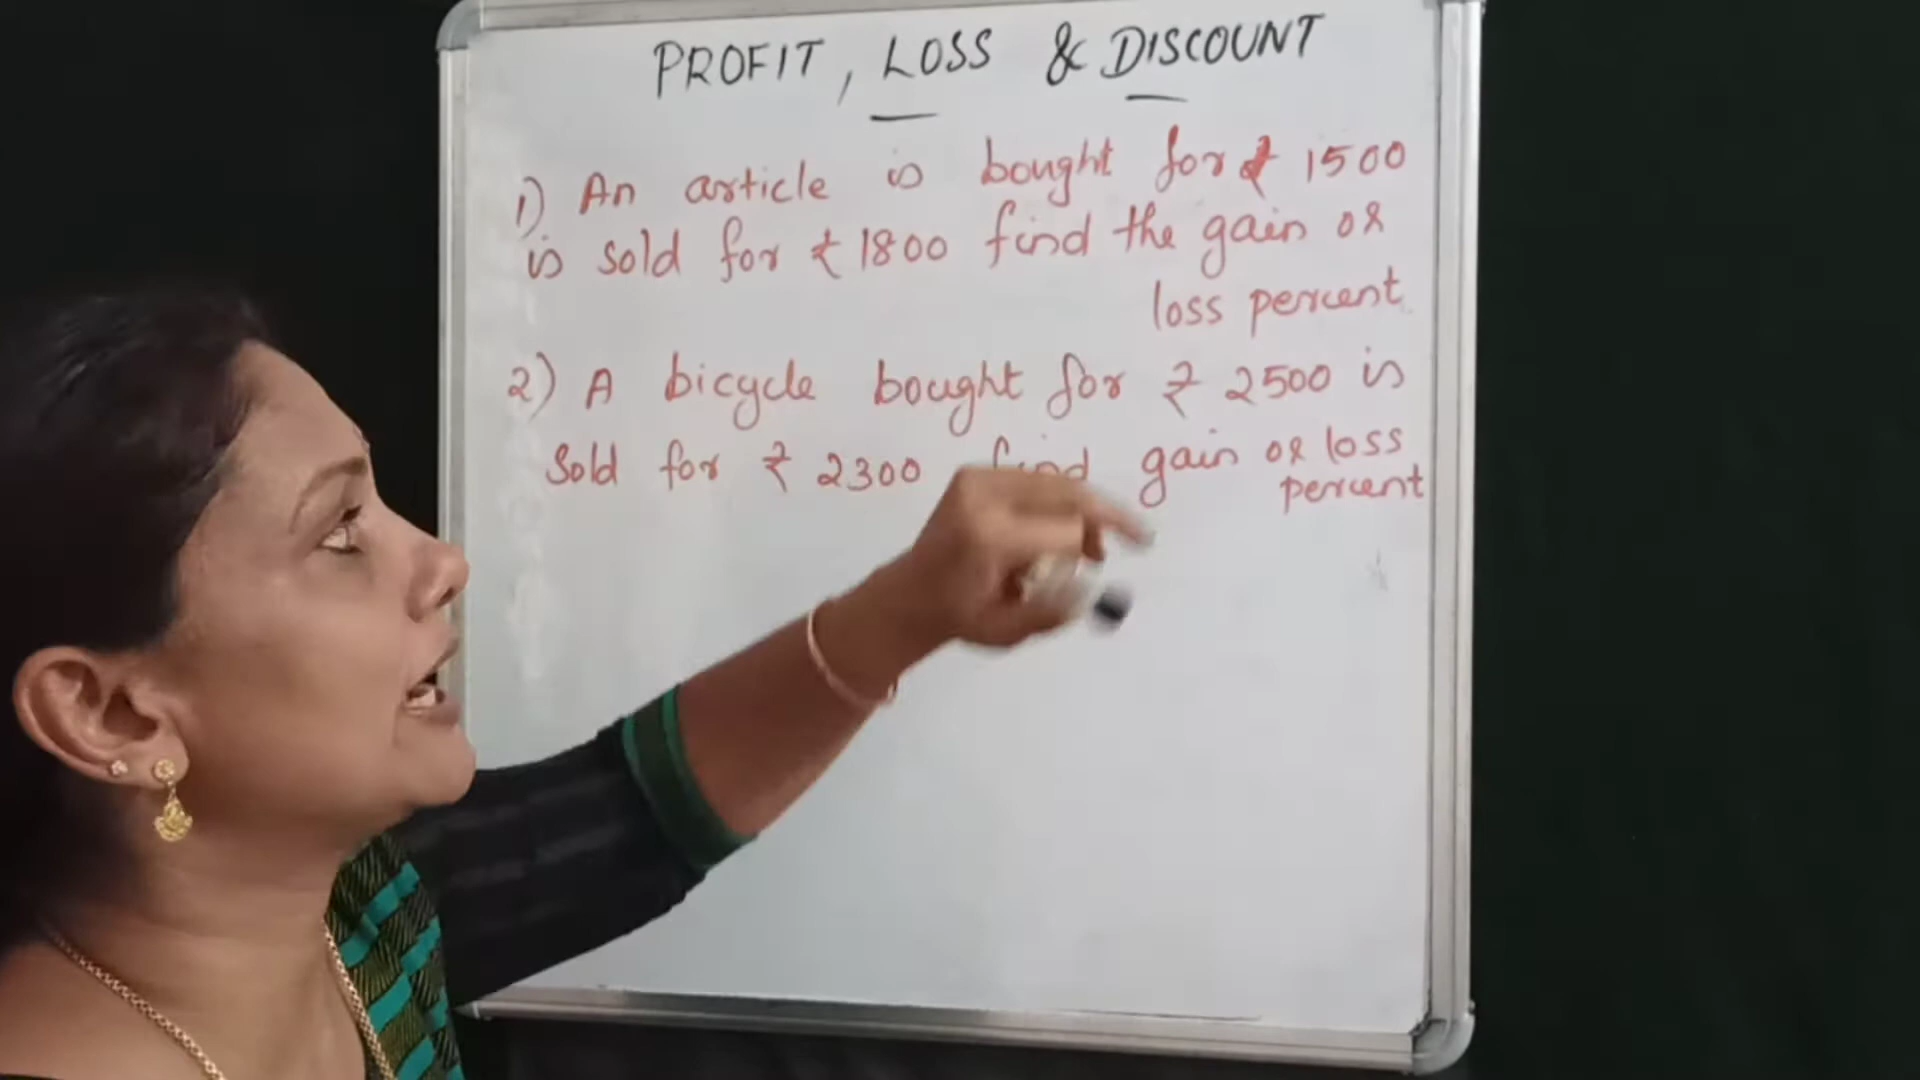 PROFIT, LOSS & DISCOUNT
1) An article is bought for ₹ 1500
is sold for ₹ 1800 find the gain or
loss percent
2) A bicycle bought for ₹ 2500 is
Sold for ₹ 2300 find gain or loss
percent